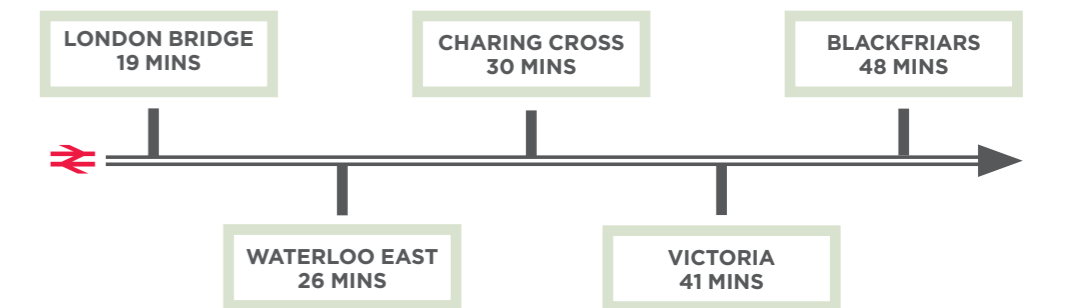 LONDON BRIDGE
19 MINS
WATERLOO EAST
26 MINS
CHARING CROSS
30 MINS
VICTORIA
41 MINS
BLACKFRIARS
48 MINS